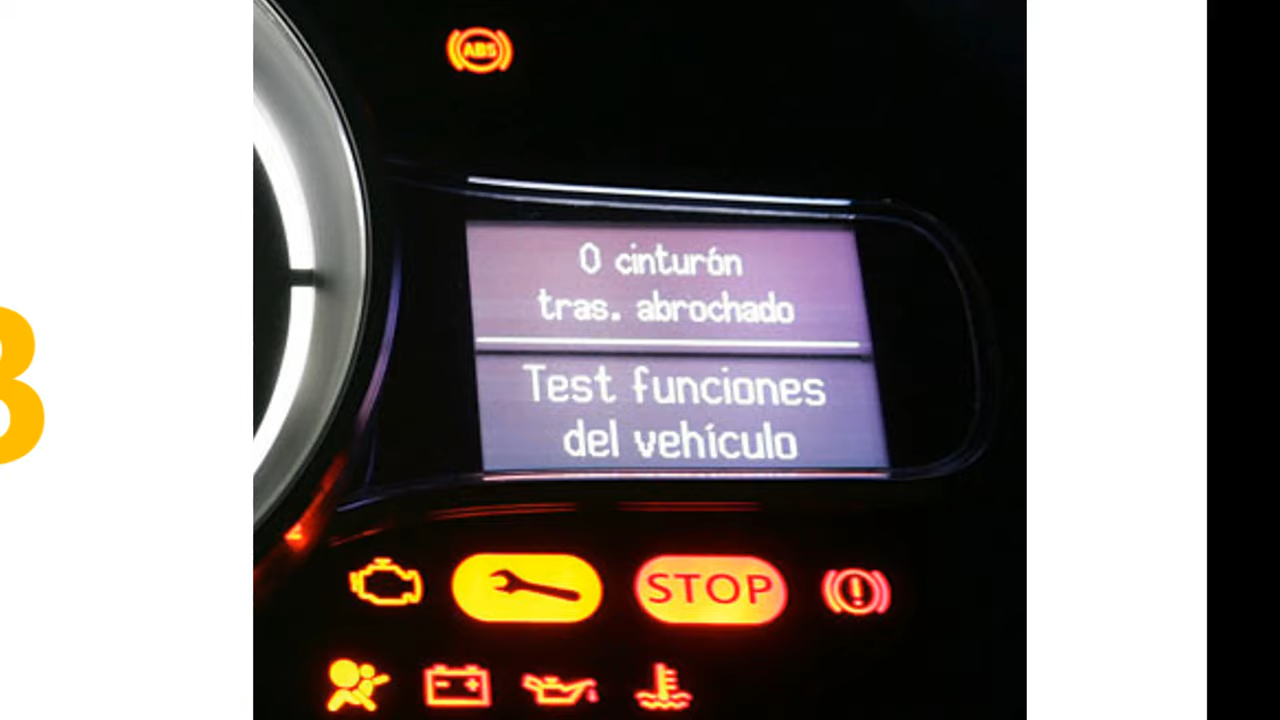 ABS
0 cinturón
tras. abrochado
Test funciones
del vehículo
STOP